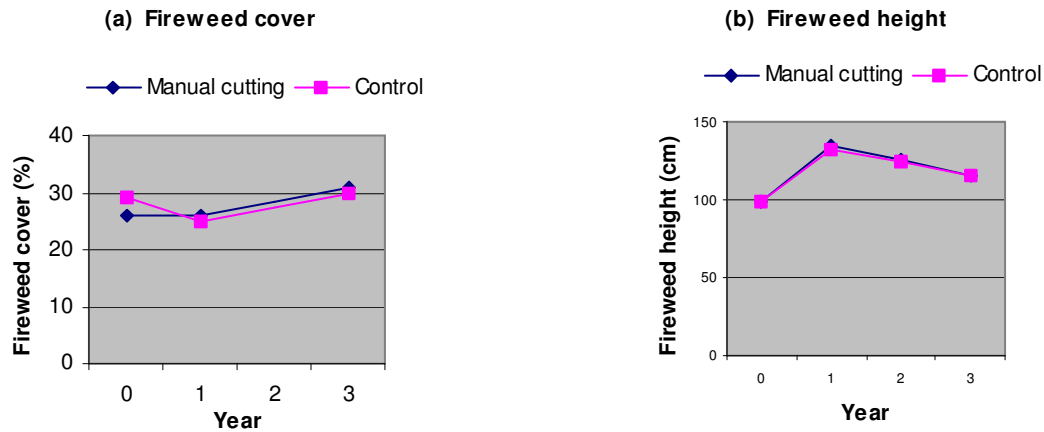 (a) Fireweed cover
Manual cutting
Control
Fireweed cover (%)
40
30
20
10
0
0 1 2 3
Year
(b) Fireweed height
Manual cutting
Control
Fireweed height (cm)
150
100
50
0
0 1 2 3
Year